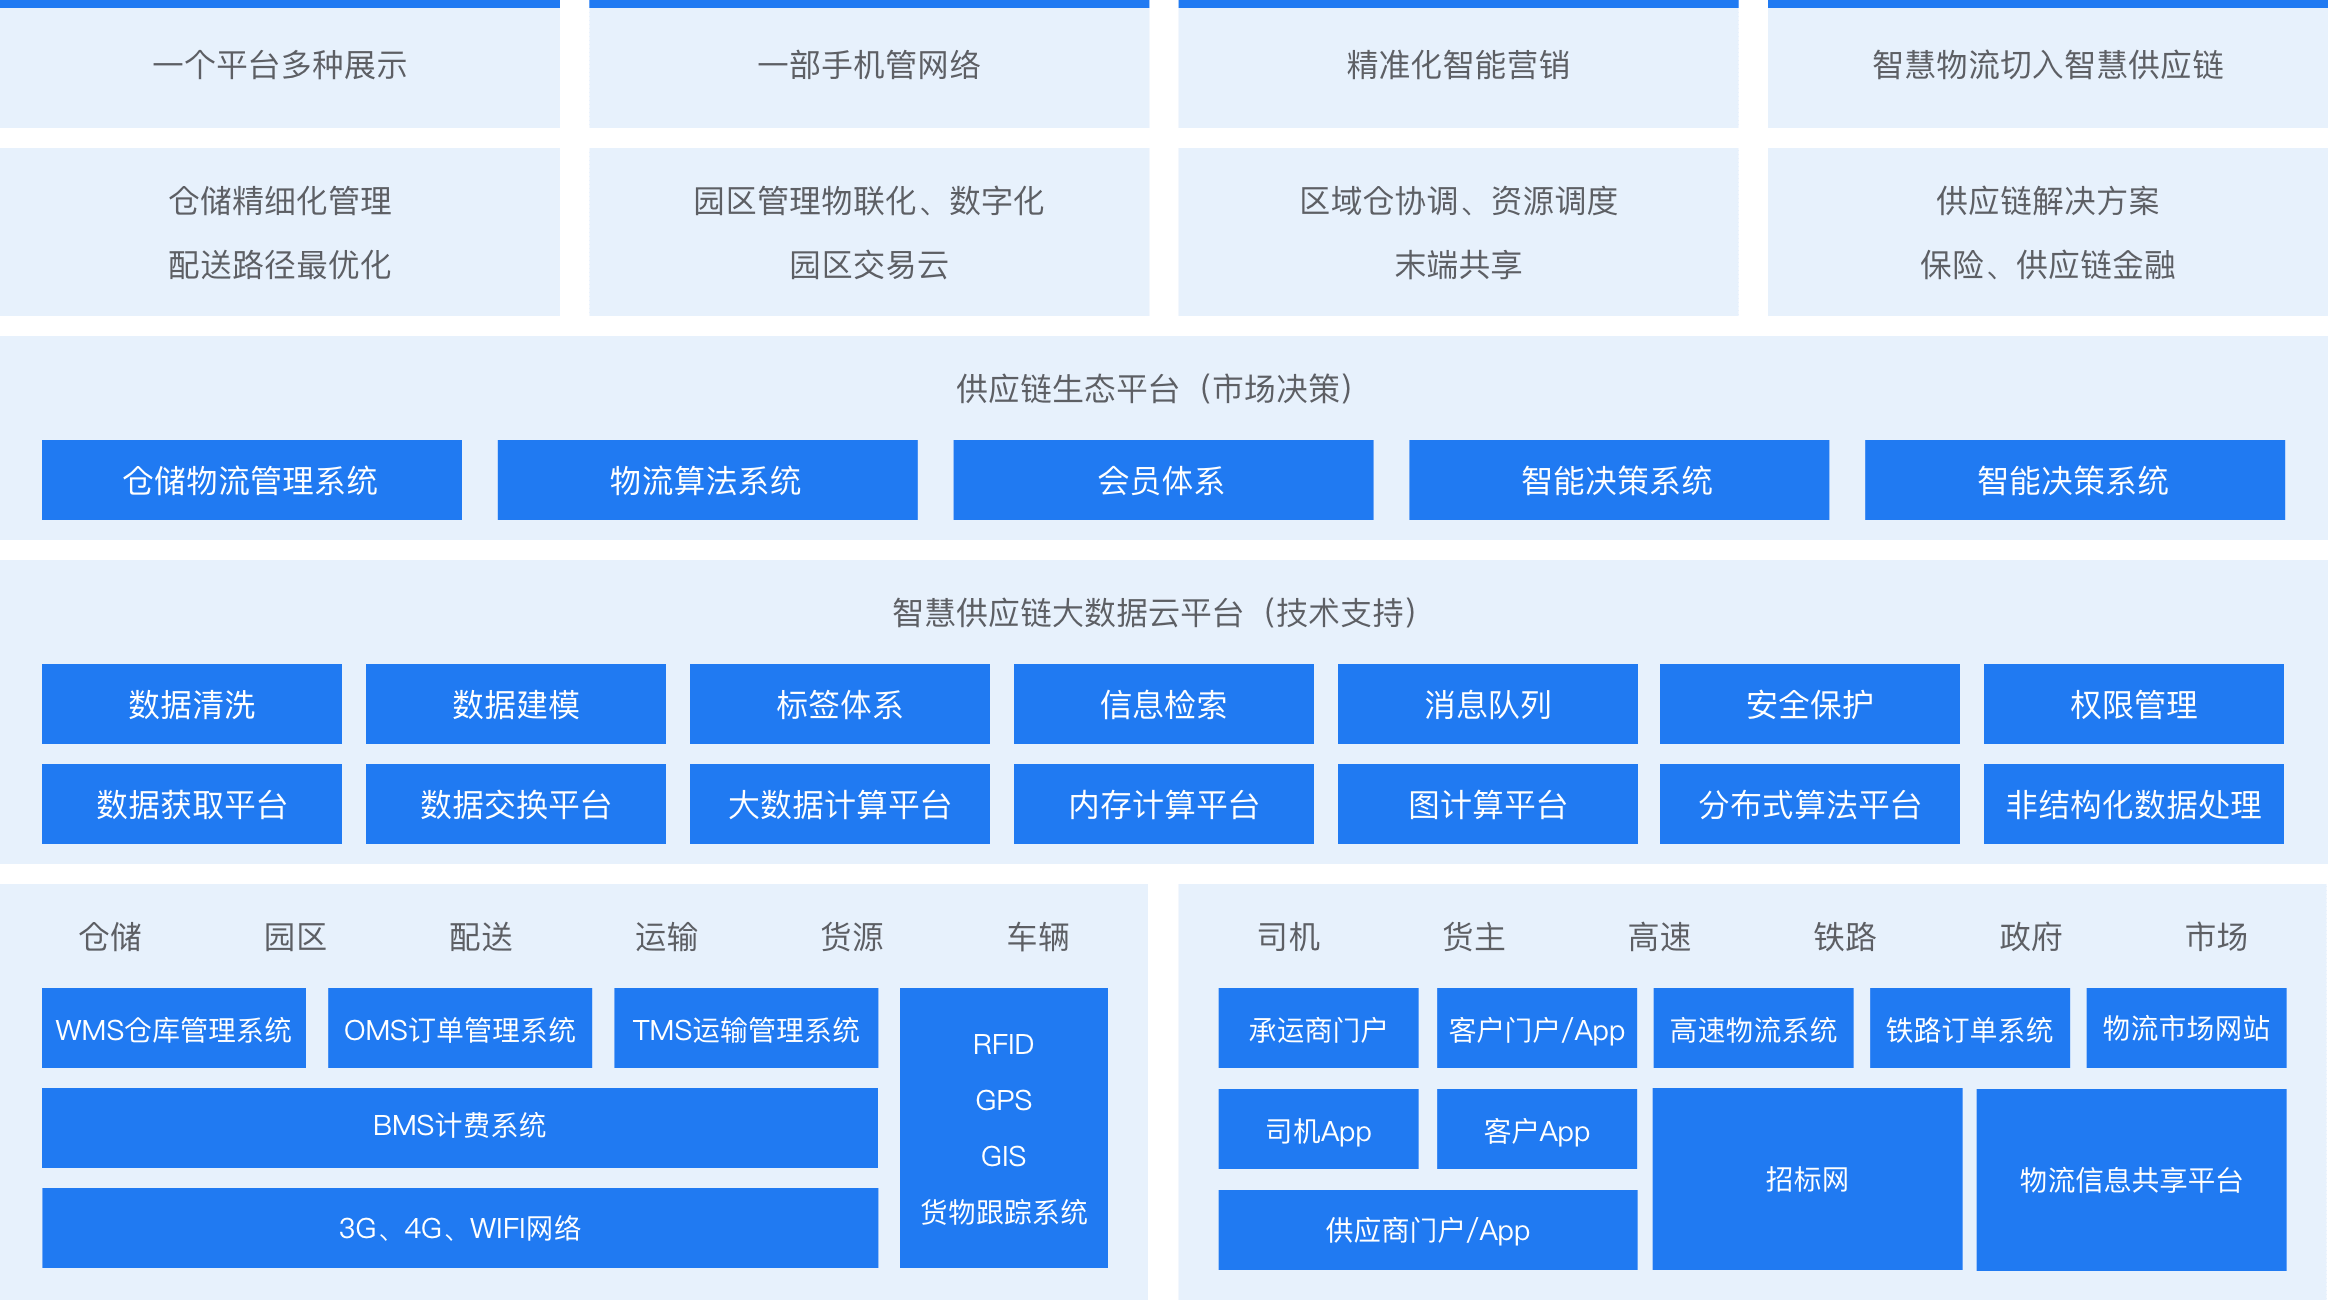 一个平台多种展示
一部手机管网络
精准化智能营销
智慧物流切入智慧供应链
仓储精细化管理
配送路径最优化
园区管理物联化、数字化
园区交易云
区域仓协调、资源调度
末端共享
供应链解决方案
保险、供应链金融
供应链生态平台（市场决策）
仓储物流管理系统
物流算法系统
会员体系
智能决策系统
智能决策系统
智慧供应链大数据云平台（技术支持）
数据清洗
数据建模
标签体系
信息检索
消息队列
安全保护
权限管理
数据获取平台
数据交换平台
大数据计算平台
内存计算平台
图计算平台
分布式算法平台
非结构化数据处理
仓储
园区
配送
运输
货源
车辆
WMS仓库管理系统
OMS订单管理系统
TMS运输管理系统
BMS计费系统
3G、4G、WIFI网络
RFID
GPS
GIS
货物跟踪系统
司机
货主
高速
铁路
政府
市场
承运商门户
客户门户/App
高速物流系统
铁路订单系统
物流市场网站
司机App
客户App
供应商门户/App
招标网
物流信息共享平台